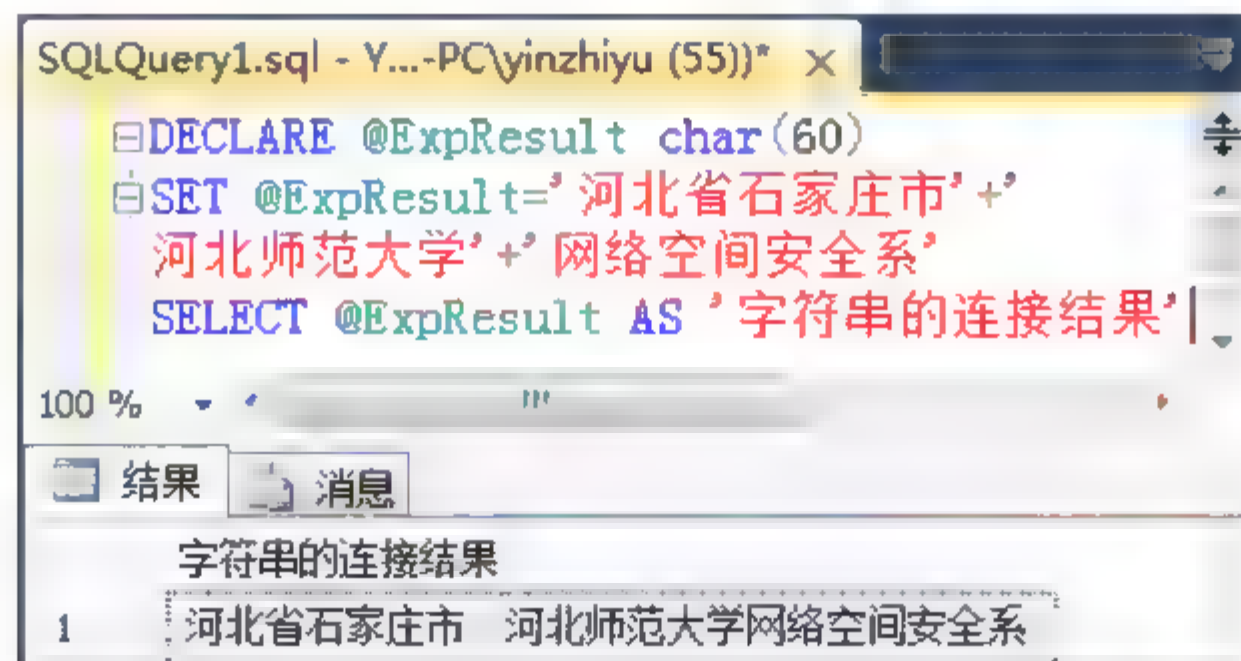 SQLQuery1.sql - Y...-PC\yinzhiyu (55))* ×
DECLARE @ExpResult char(60)
SET @ExpResult='河北省石家庄市'+'
河北师范大学'+'网络空间安全系'
SELECT @ExpResult AS '字符串的连接结果'
100 %
结果 消息
字符串的连接结果
1 河北省石家庄市 河北师范大学网络空间安全系